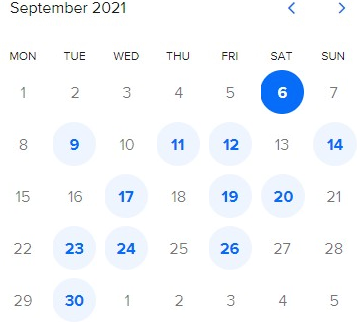 September 2021
MON TUE WED THU FRI SAT SUN
1 2 3 4 5 6 7
8 9 10 11 12 13 14
15 16 17 18 19 20 21
22 23 24 25 26 27 28
29 30 1 2 3 4 5